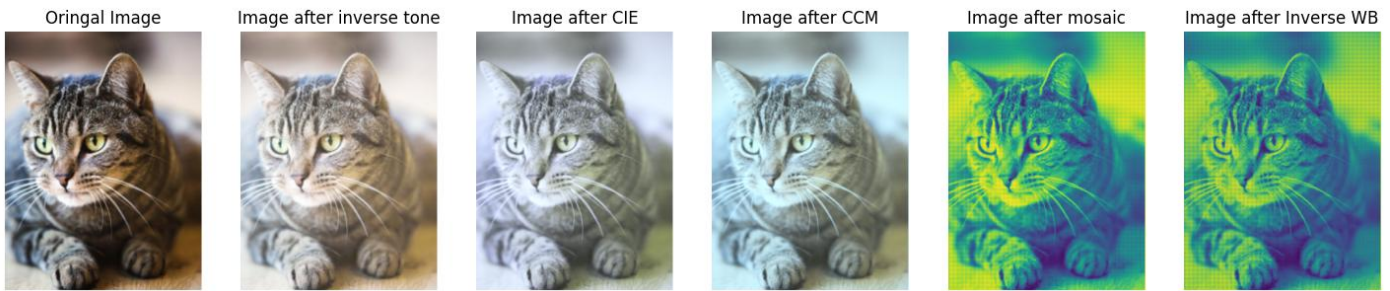 Oringal Image
Image after inverse tone
Image after CIE
Image after CCM
Image after mosaic
Image after Inverse WB